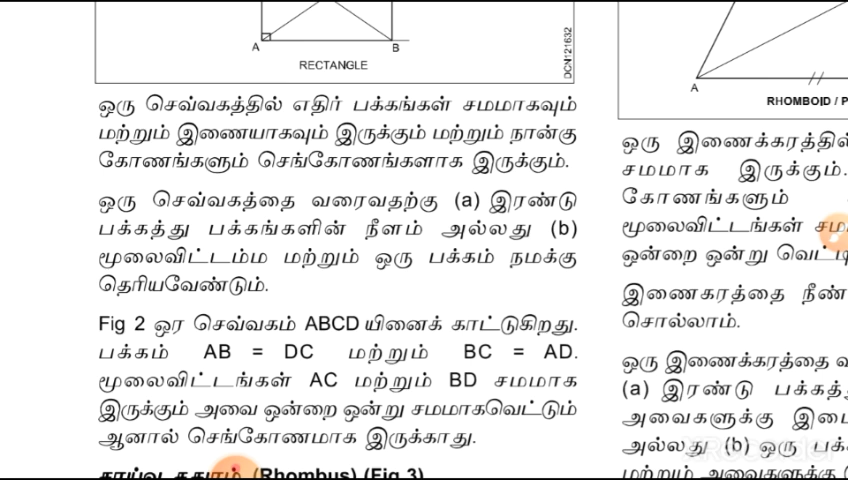 A
B
RECTANGLE
DCN121632
ஒரு செவ்வகத்தில் எதிர் பக்கங்கள் சமமாகவும்
மற்றும் இணையாகவும் இருக்கும் மற்றும் நான்கு
கோணங்களும் செங்கோணங்களாக இருக்கும்.
ஒரு செவ்வகத்தை வரைவதற்கு (a) இரண்டு
பக்கத்து பக்கங்களின் நீளம் அல்லது (b)
மூலைவிட்டம்ம மற்றும் ஒரு பக்கம் நமக்கு
தெரியவேண்டும்.
Fig 2 ஒர செவ்வகம் ABCD யினைக் காட்டுகிறது.
பக்கம் AB = DC மற்றும் BC = AD.
மூலைவிட்டங்கள் AC மற்றும் BD சமமாக
இருக்கும் அவை ஒன்றை ஒன்று சமமாகவெட்டும்
ஆனால் செங்கோணமாக இருக்காது.
(Rhombus) (Fig 3)
A
RHOMBOID / P
ஒரு இணைக்கரத்தில்
சமமாக இருக்கும்.
கோணங்களும்
மூலைவிட்டங்கள்
ஒன்றை ஒன்று
இணைகரத்தை
சொல்லாம்.
ஒரு இணைக்கரத்தை
(a) இரண்டு
அவைகளுக்கு
அல்லது (b) ஒரு
மற்றும் அவைகளுக்கு